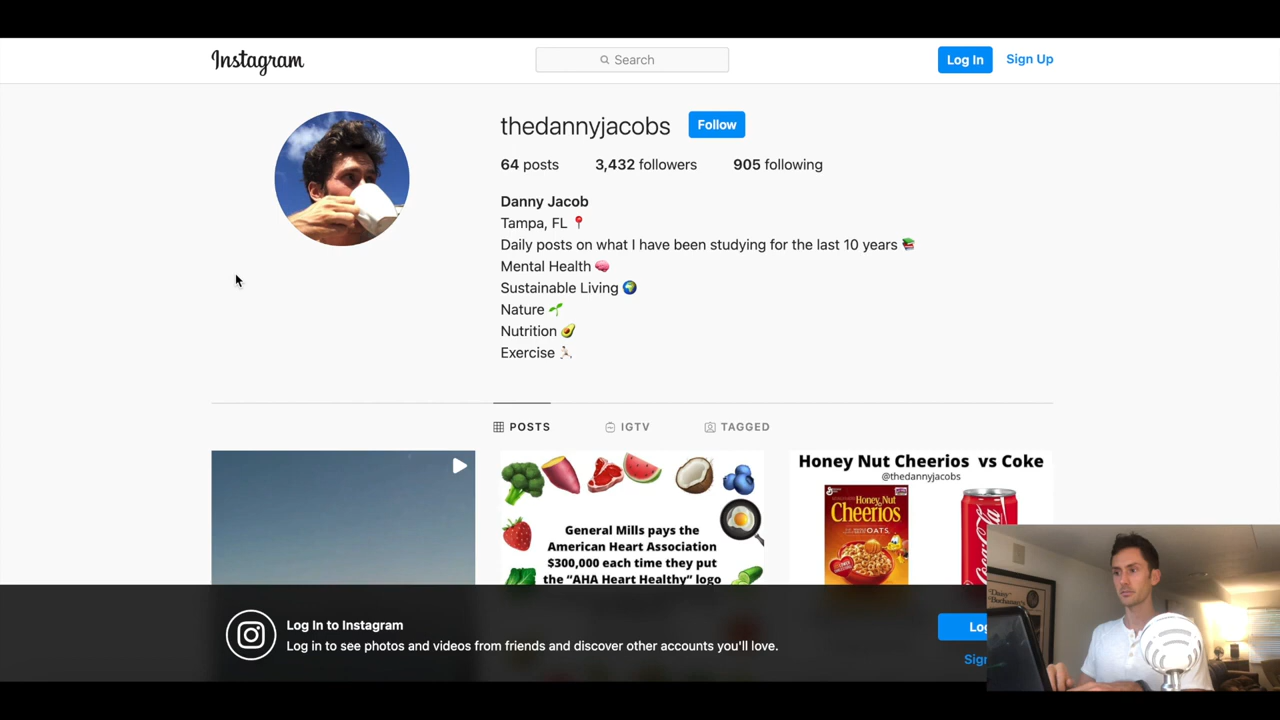 Instagram
Search
Log In
Sign Up
thedannyjacobs
Follow
64 posts
3,432 followers
905 following
Danny Jacob
Tampa, FL 📍
Daily posts on what I have been studying for the last 10 years 📚
Mental Health 🧠
Sustainable Living 🌍
Nature 🌱
Nutrition 🥑
Exercise 🏃🏻
POSTS
IGTV
TAGGED
General Mills pays the
American Heart Association
$300,000 each time they put
the “AHA Heart Healthy” logo
Honey Nut Cheerios vs Coke
@thedannyjacobs
Honey Nut
Cheerios
OATS
Coca-Cola
Log In to Instagram
Log in to see photos and videos from friends and discover other accounts you'll love.